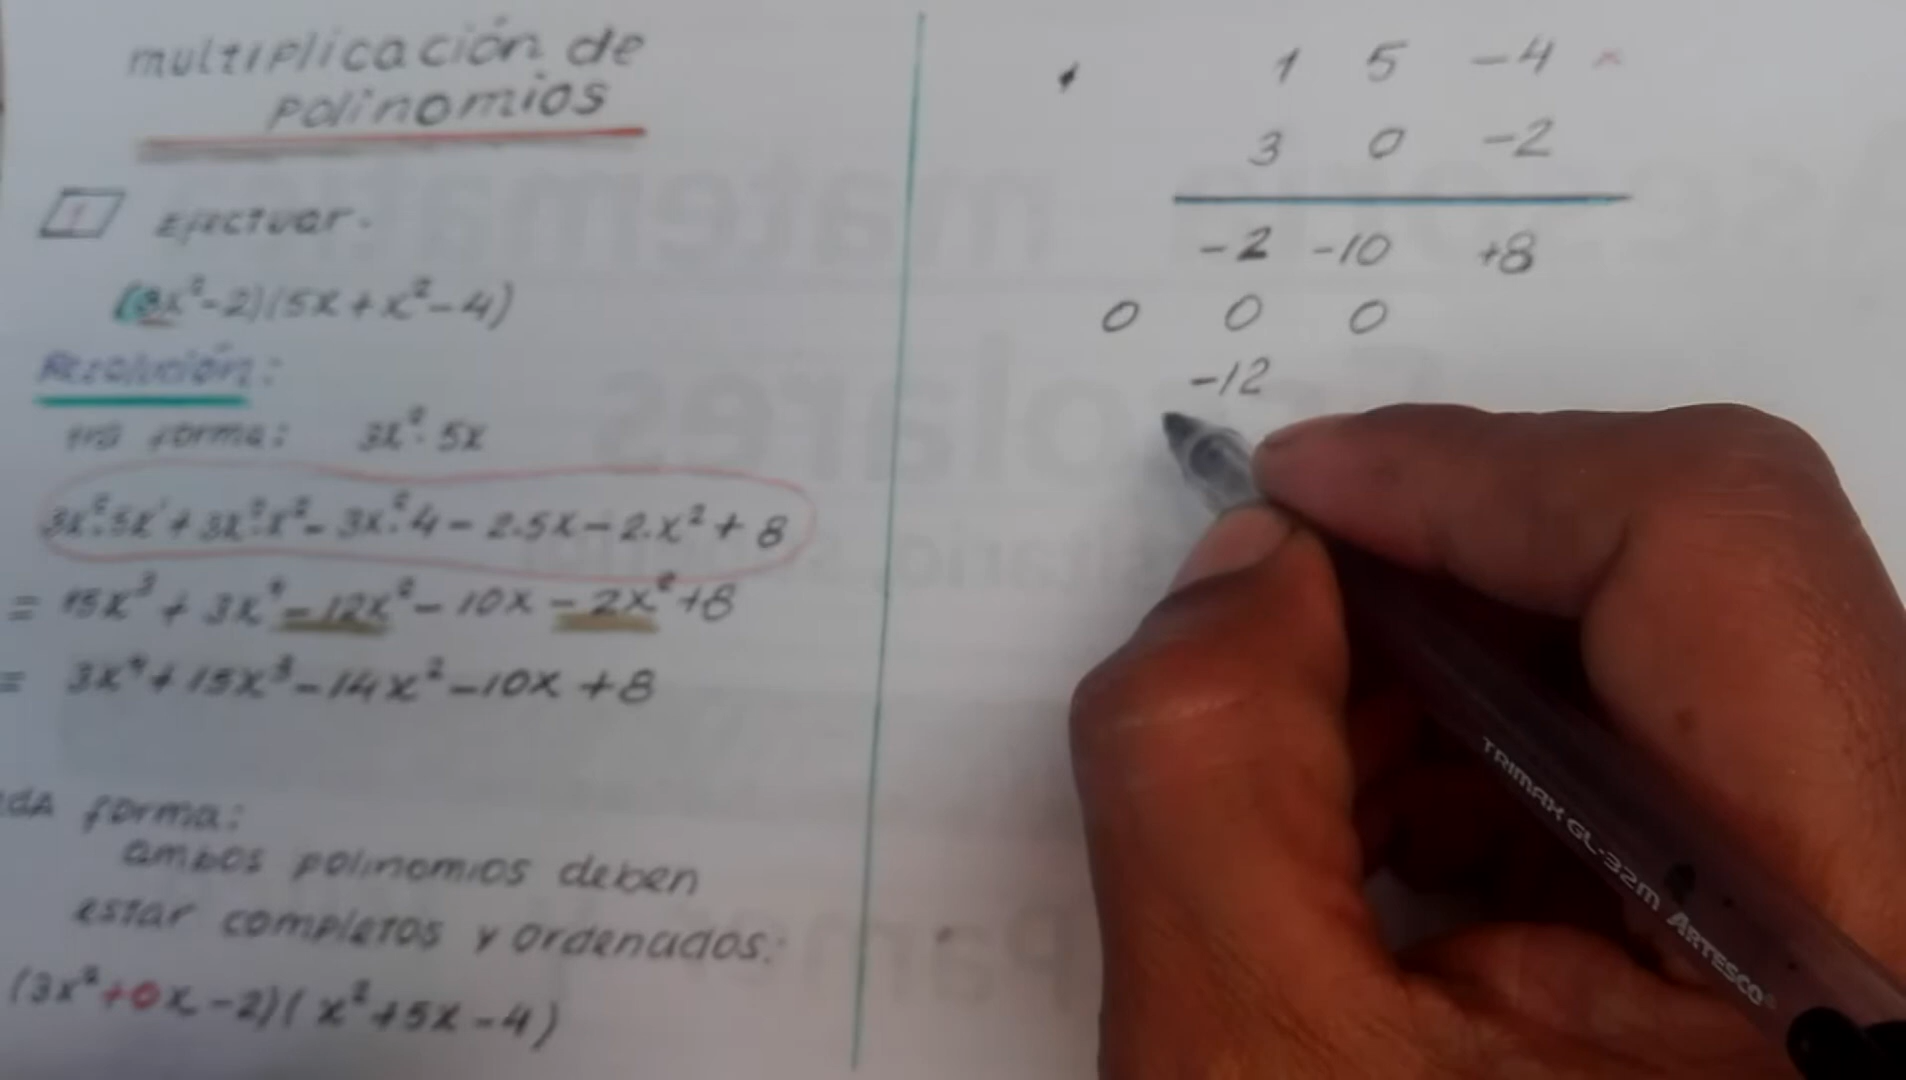 multiplicación de
polinomios
1 Efectuar.
(3x²-2)(5x+x²-4)
Resolución:
1ra forma: 3x².5x
3x².5x¹+3x².x²-3x².4-2.5x-2.x²+8
= 15x³+3x⁴-12x²-10x-2x²+8
= 3x⁴+15x³-14x²-10x+8
da forma:
ambos polinomios deben
estar completos y ordenados:
(3x²+0x-2)(x²+5x-4)
1 5 -4 x
3 0 -2
-2 -10 +8
0 0 0
-12
TRIMAX GL-32m ARTESCO